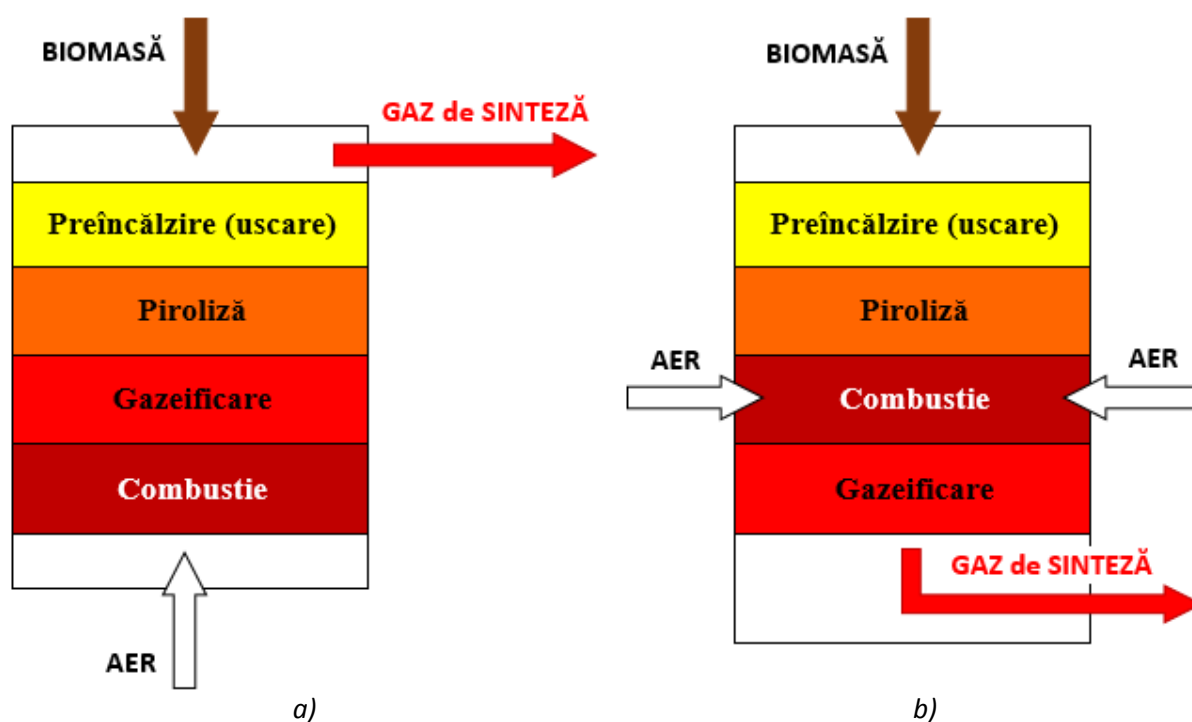 BIOMASĂ
GAZ de SINTEZĂ
Preîncălzire (uscare)
Piroliză
Gazeificare
Combustie
AER
a)
BIOMASĂ
Preîncălzire (uscare)
Piroliză
AER
AER
Combustie
Gazeificare
GAZ de SINTEZĂ
b)